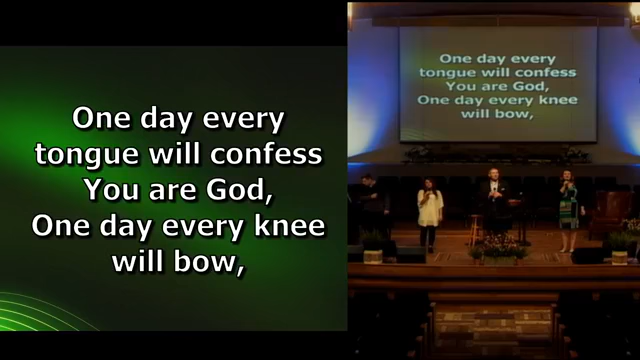 One day every
tongue will confess
You are God,
One day every knee
will bow,
One day every
tongue will confess
You are God,
One day every knee
will bow,